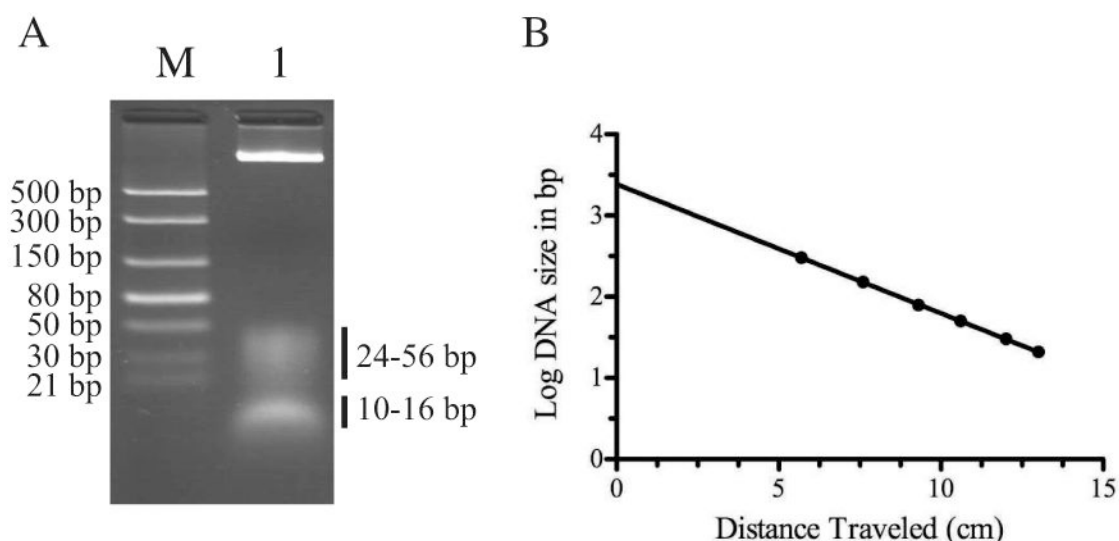 A
M 1
500 bp
300 bp
150 bp
80 bp
50 bp
30 bp
21 bp
24-56 bp
10-16 bp
B
Log DNA size in bp
4
3
2
1
0
0 5 10 15
Distance Traveled (cm)